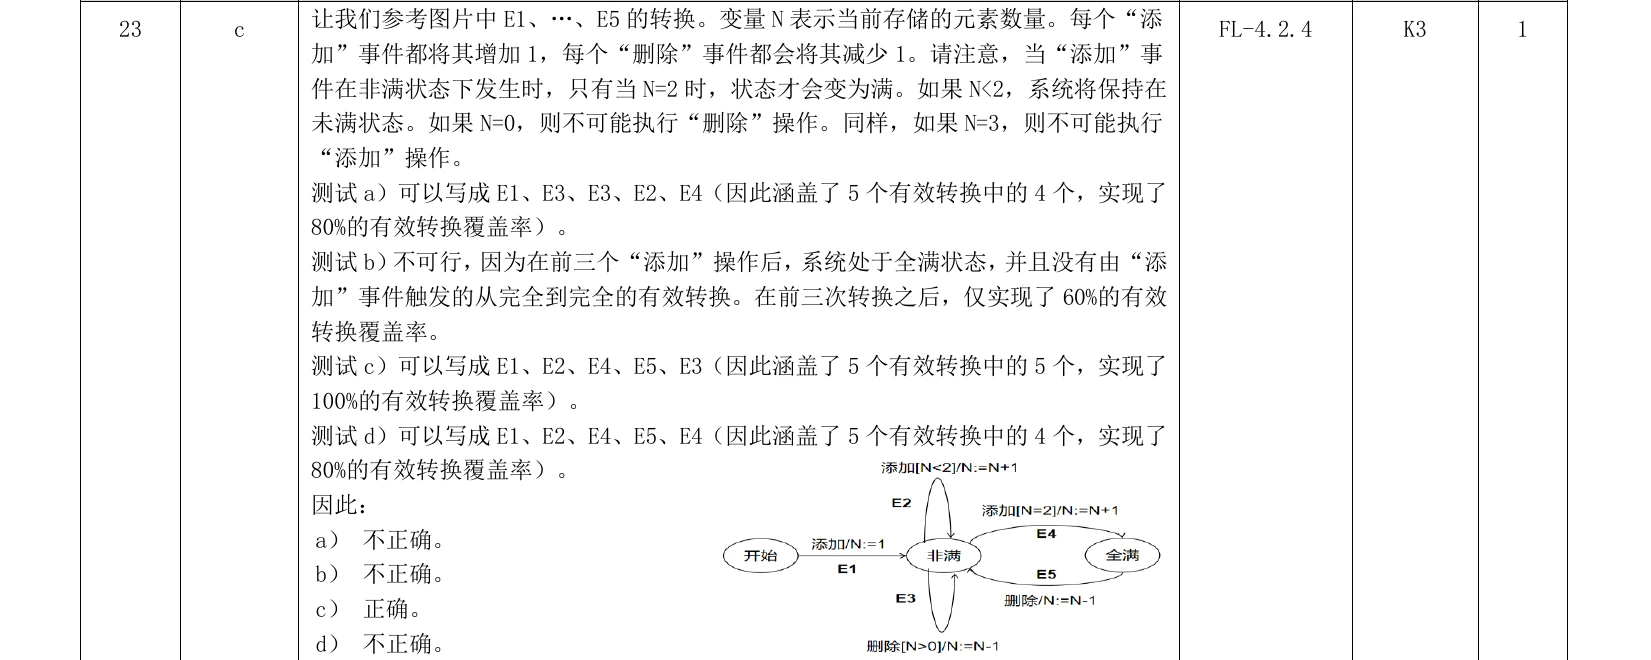 23 c 让我们参考图片中 E1、…、E5 的转换。变量 N 表示当前存储的元素数量。每个“添 FL-4.2.4 K3 1
加”事件都将其增加 1，每个“删除”事件都会将其减少 1。请注意，当“添加”事
件在非满状态下发生时，只有当 N=2 时，状态才会变为满。如果 N<2，系统将保持在
未满状态。如果 N=0，则不可能执行“删除”操作。同样，如果 N=3，则不可能执行
“添加”操作。
测试 a）可以写成 E1、E3、E3、E2、E4（因此涵盖了 5 个有效转换中的 4 个，实现了
80%的有效转换覆盖率）。
测试 b）不可行，因为在前三个“添加”操作后，系统处于全满状态，并且没有由“添
加”事件触发的从完全到完全的有效转换。在前三次转换之后，仅实现了 60%的有效
转换覆盖率。
测试 c）可以写成 E1、E2、E4、E5、E3（因此涵盖了 5 个有效转换中的 5 个，实现了
100%的有效转换覆盖率）。
测试 d）可以写成 E1、E2、E4、E5、E4（因此涵盖了 5 个有效转换中的 4 个，实现了
80%的有效转换覆盖率）。
因此：
a） 不正确。
b） 不正确。
c） 正确。
d） 不正确。
添加[N<2]/N:=N+1
E2
添加[N=2]/N:=N+1
E4
开始
添加/N:=1
E1
非满
全满
E5
删除/N:=N-1
E3
删除[N>0]/N:=N-1